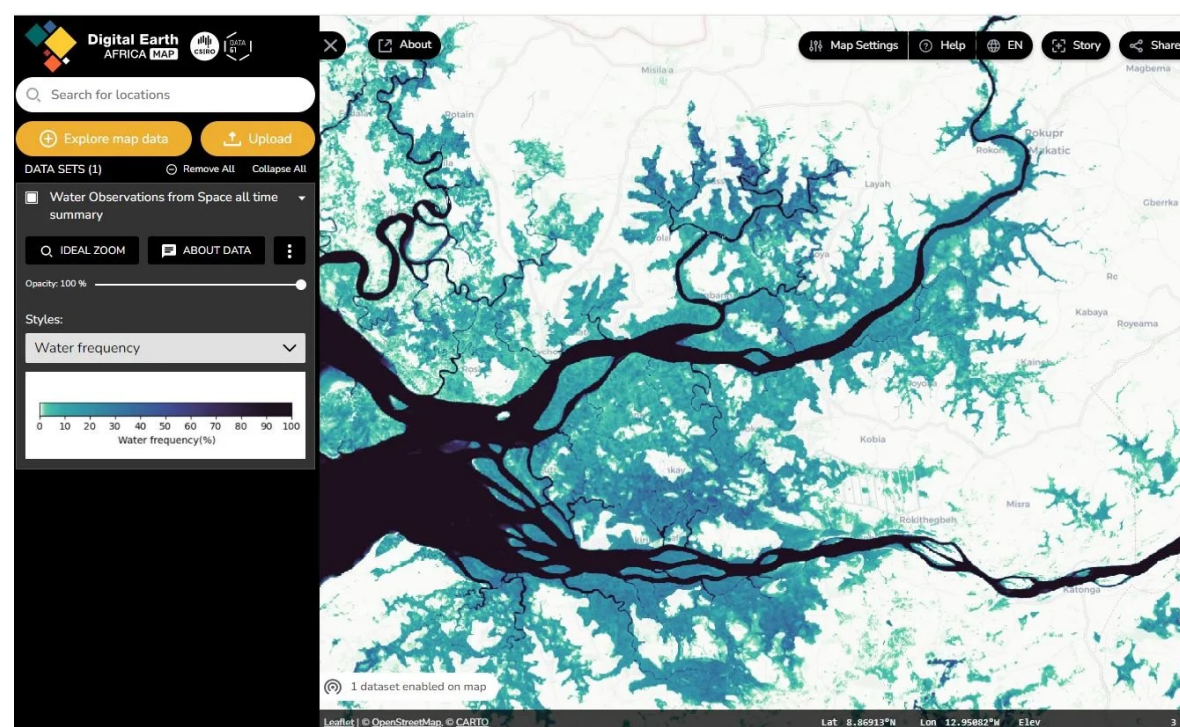 Digital Earth
AFRICA MAP
CSIRO
DATA
61
About
Map Settings
Help
EN
Story
Share
Search for locations
Explore map data
Upload
DATA SETS (1)
Remove All
Collapse All
Water Observations from Space all time
summary
IDEAL ZOOM
ABOUT DATA
Opacity: 100 %
Styles:
Water frequency
0 10 20 30 40 50 60 70 80 90 100
Water frequency(%)
Rotain
Magbema
Rokupr
Makatic
Layah
Gberrka
Kabaya
Royeama
Kobia
Misra
Rokithegbeh
Katonga
1 dataset enabled on map
Leaflet | © OpenStreetMap, © CARTO
Lat 8.86913°N Lon 12.95082°W Elev 3